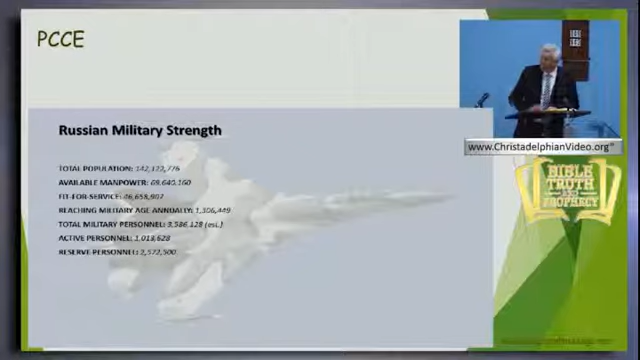 PCCE
Russian Military Strength
TOTAL POPULATION: 142,122,776
AVAILABLE MANPOWER: 69,640,160
FIT-FOR-SERVICE: 46,658,907
REACHING MILITARY AGE ANNUALLY: 1,306,449
TOTAL MILITARY PERSONNEL: 3,586,128 (est.)
ACTIVE PERSONNEL: 1,013,628
RESERVE PERSONNEL: 2,572,500
www.ChristadelphianVideo.org
BIBLE
TRUTH
AND
PROPHECY